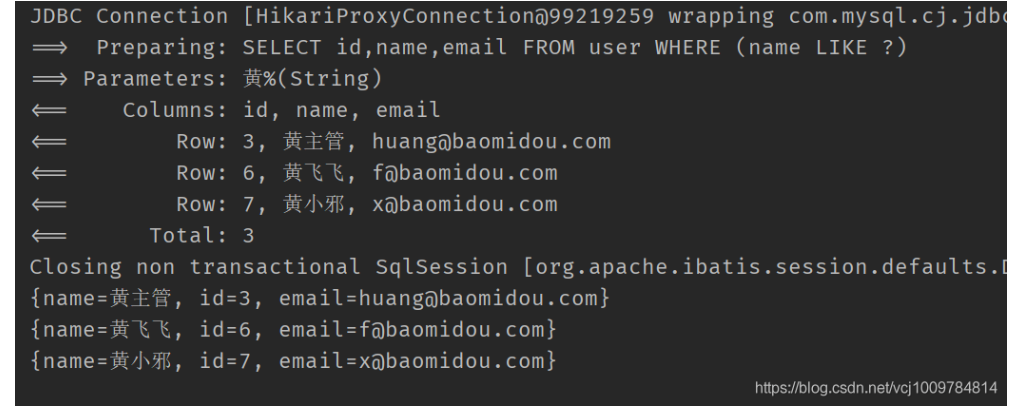 JDBC Connection [HikariProxyConnection@99219259 wrapping com.mysql.cj.jdbc
==> Preparing: SELECT id,name,email FROM user WHERE (name LIKE ?)
==> Parameters: 黄%(String)
<== Columns: id, name, email
<== Row: 3, 黄主管, huang@baomidou.com
<== Row: 6, 黄飞飞, f@baomidou.com
<== Row: 7, 黄小邪, x@baomidou.com
<== Total: 3
Closing non transactional SqlSession [org.apache.ibatis.session.defaults.D
{name=黄主管, id=3, email=huang@baomidou.com}
{name=黄飞飞, id=6, email=f@baomidou.com}
{name=黄小邪, id=7, email=x@baomidou.com}
https://blog.csdn.net/vcj1009784814